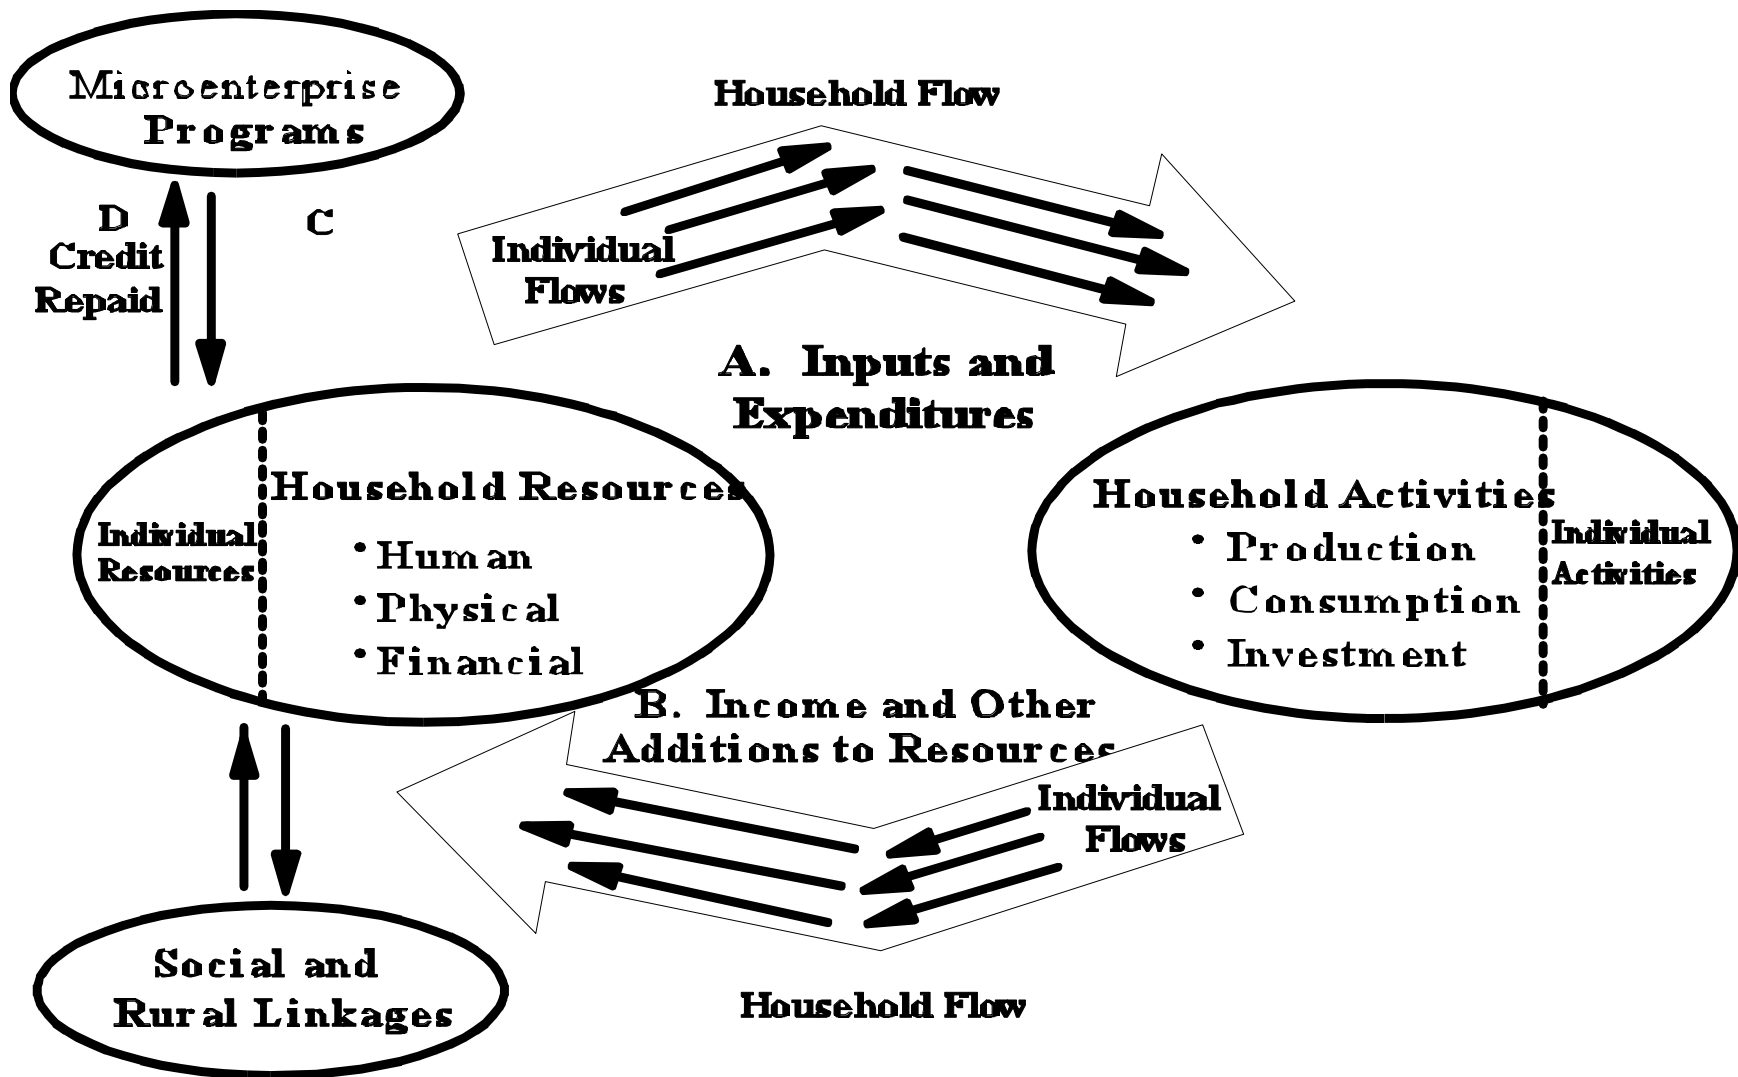 Microenterprise
Programs
Household Flow
D
C
Credit
Repaid
Individual
Flows
A. Inputs and
Expenditures
Household Resources
Individual
Resources
• Human
• Physical
• Financial
Household Activities
• Production
• Consumption
• Investment
Individual
Activities
B. Income and Other
Additions to Resources
Individual
Flows
Social and
Rural Linkages
Household Flow